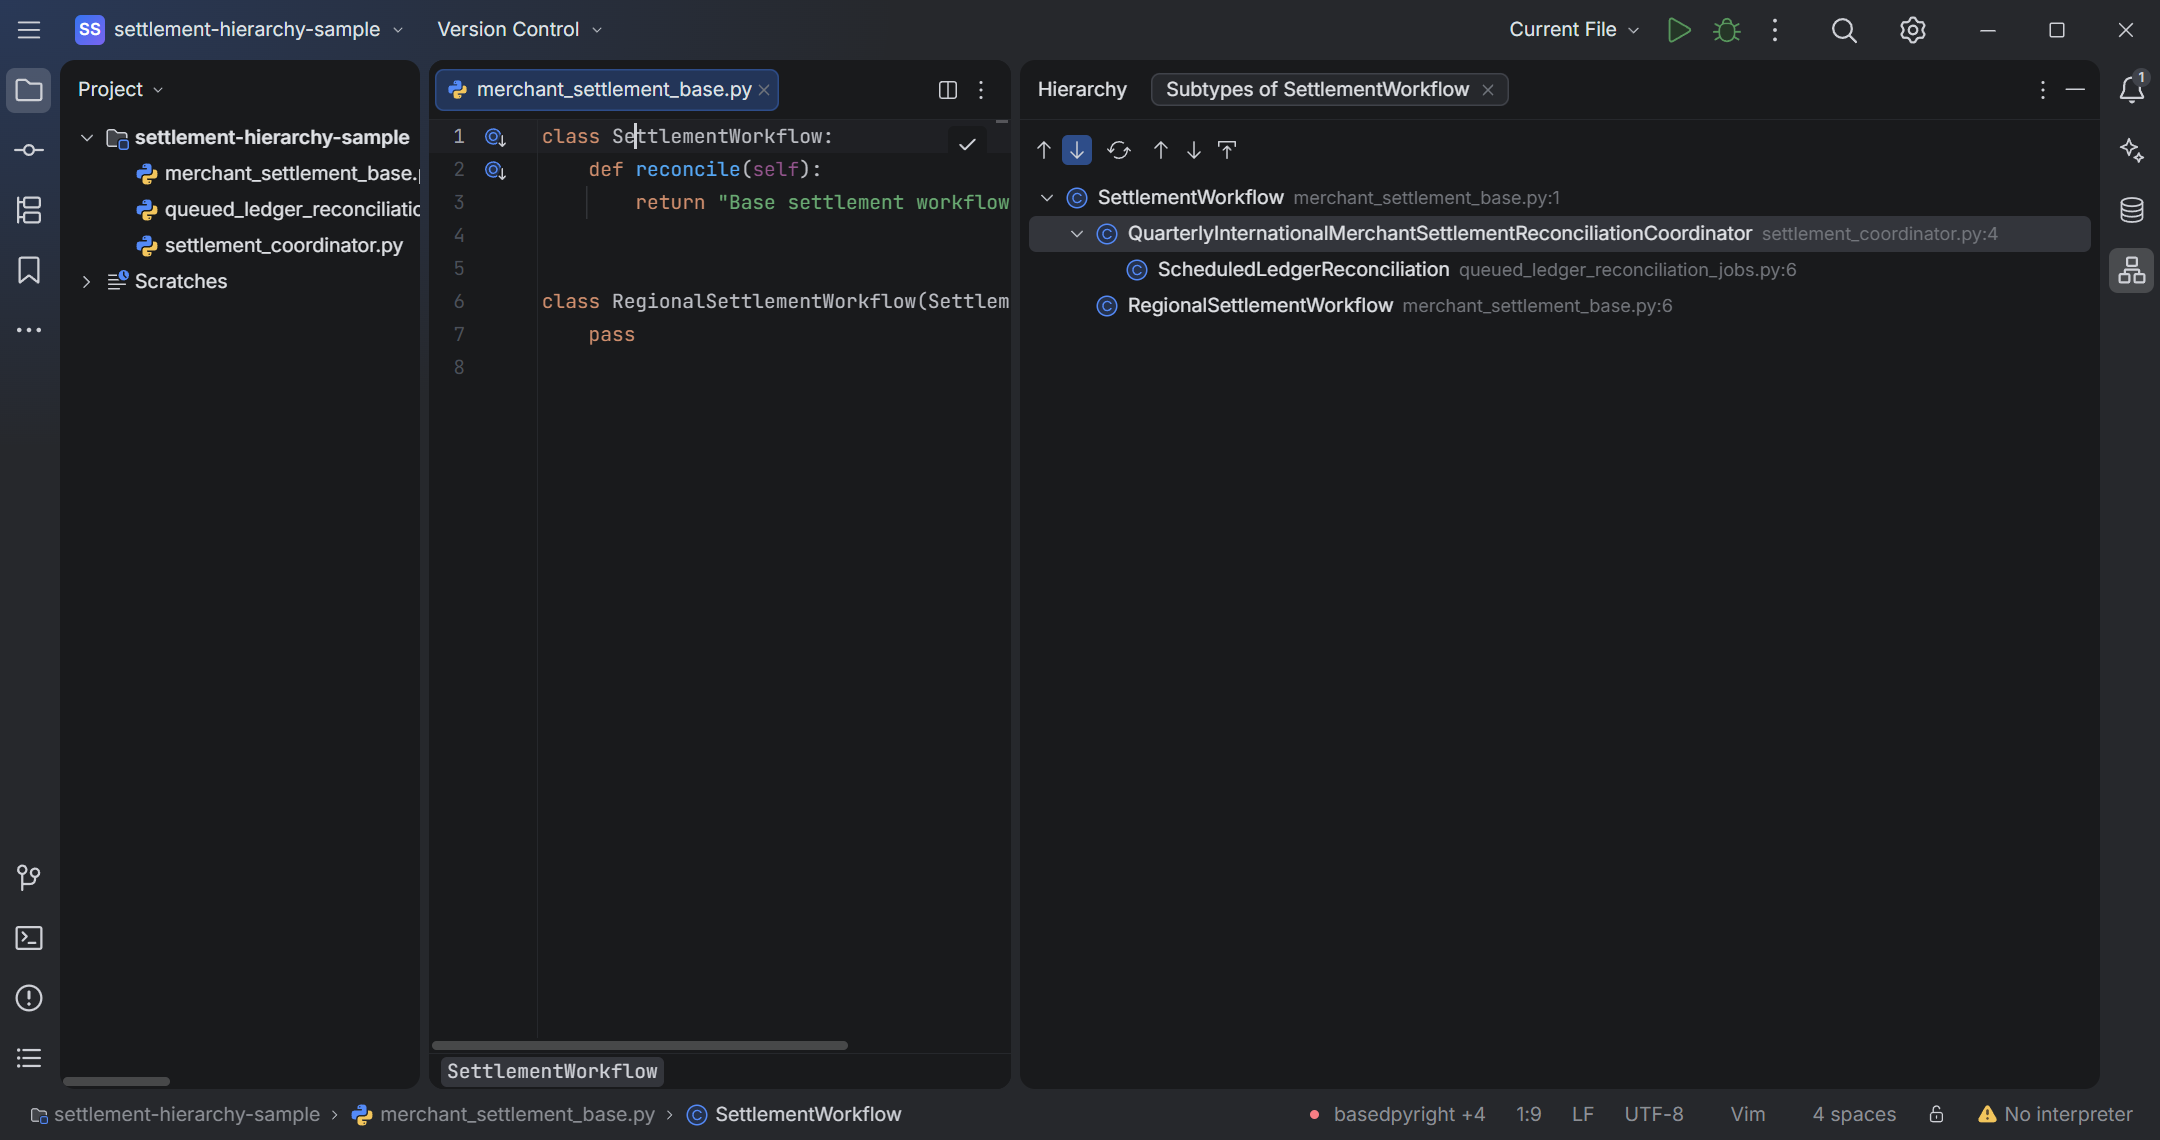 SS settlement-hierarchy-sample Version Control Current File
Project
settlement-hierarchy-sample
merchant_settlement_base.
queued_ledger_reconciliatio
settlement_coordinator.py
Scratches
merchant_settlement_base.py
1 class SettlementWorkflow:
2 def reconcile(self):
3 return "Base settlement workflow
4
5
6 class RegionalSettlementWorkflow(Settlem
7 pass
8
SettlementWorkflow
Hierarchy Subtypes of SettlementWorkflow
SettlementWorkflow merchant_settlement_base.py:1
QuarterlyInternationalMerchantSettlementReconciliationCoordinator settlement_coordinator.py:4
ScheduledLedgerReconciliation queued_ledger_reconciliation_jobs.py:6
RegionalSettlementWorkflow merchant_settlement_base.py:6
1
settlement-hierarchy-sample › merchant_settlement_base.py › SettlementWorkflow basedpyright +4 1:9 LF UTF-8 Vim 4 spaces No interpreter